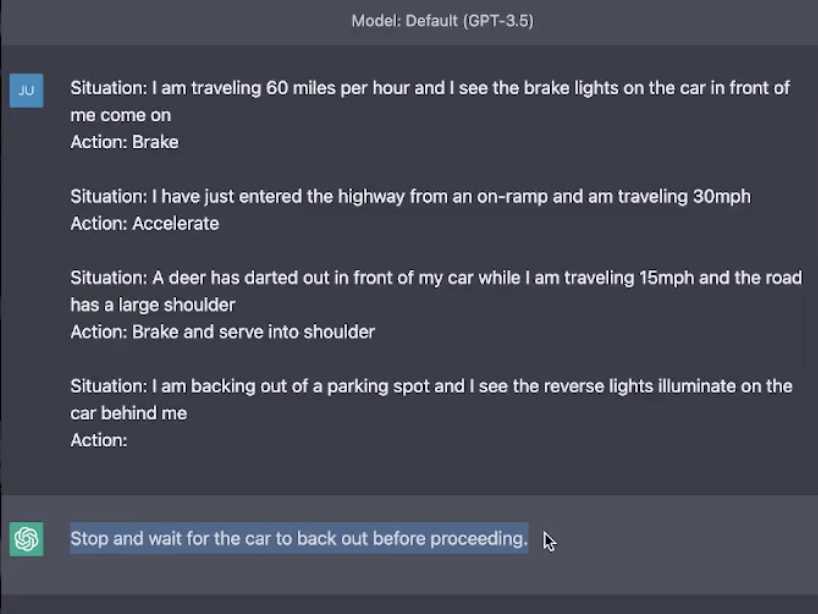 Model: Default (GPT-3.5)
JU
Situation: I am traveling 60 miles per hour and I see the brake lights on the car in front of
me come on
Action: Brake
Situation: I have just entered the highway from an on-ramp and am traveling 30mph
Action: Accelerate
Situation: A deer has darted out in front of my car while I am traveling 15mph and the road
has a large shoulder
Action: Brake and serve into shoulder
Situation: I am backing out of a parking spot and I see the reverse lights illuminate on the
car behind me
Action:
Stop and wait for the car to back out before proceeding.